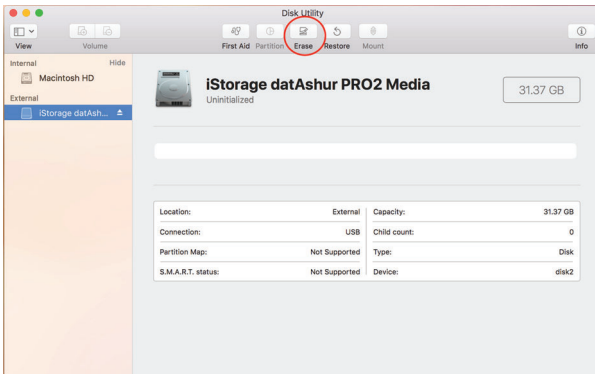 Disk Utility
View Volume First Aid Partition Erase Restore Mount Info
Internal Hide
Macintosh HD
External
iStorage datAsh...
iStorage datAshur PRO2 Media
Uninitialized
31.37 GB
Location: External Capacity: 31.37 GB
Connection: USB Child count: 0
Partition Map: Not Supported Type: Disk
S.M.A.R.T. status: Not Supported Device: disk2